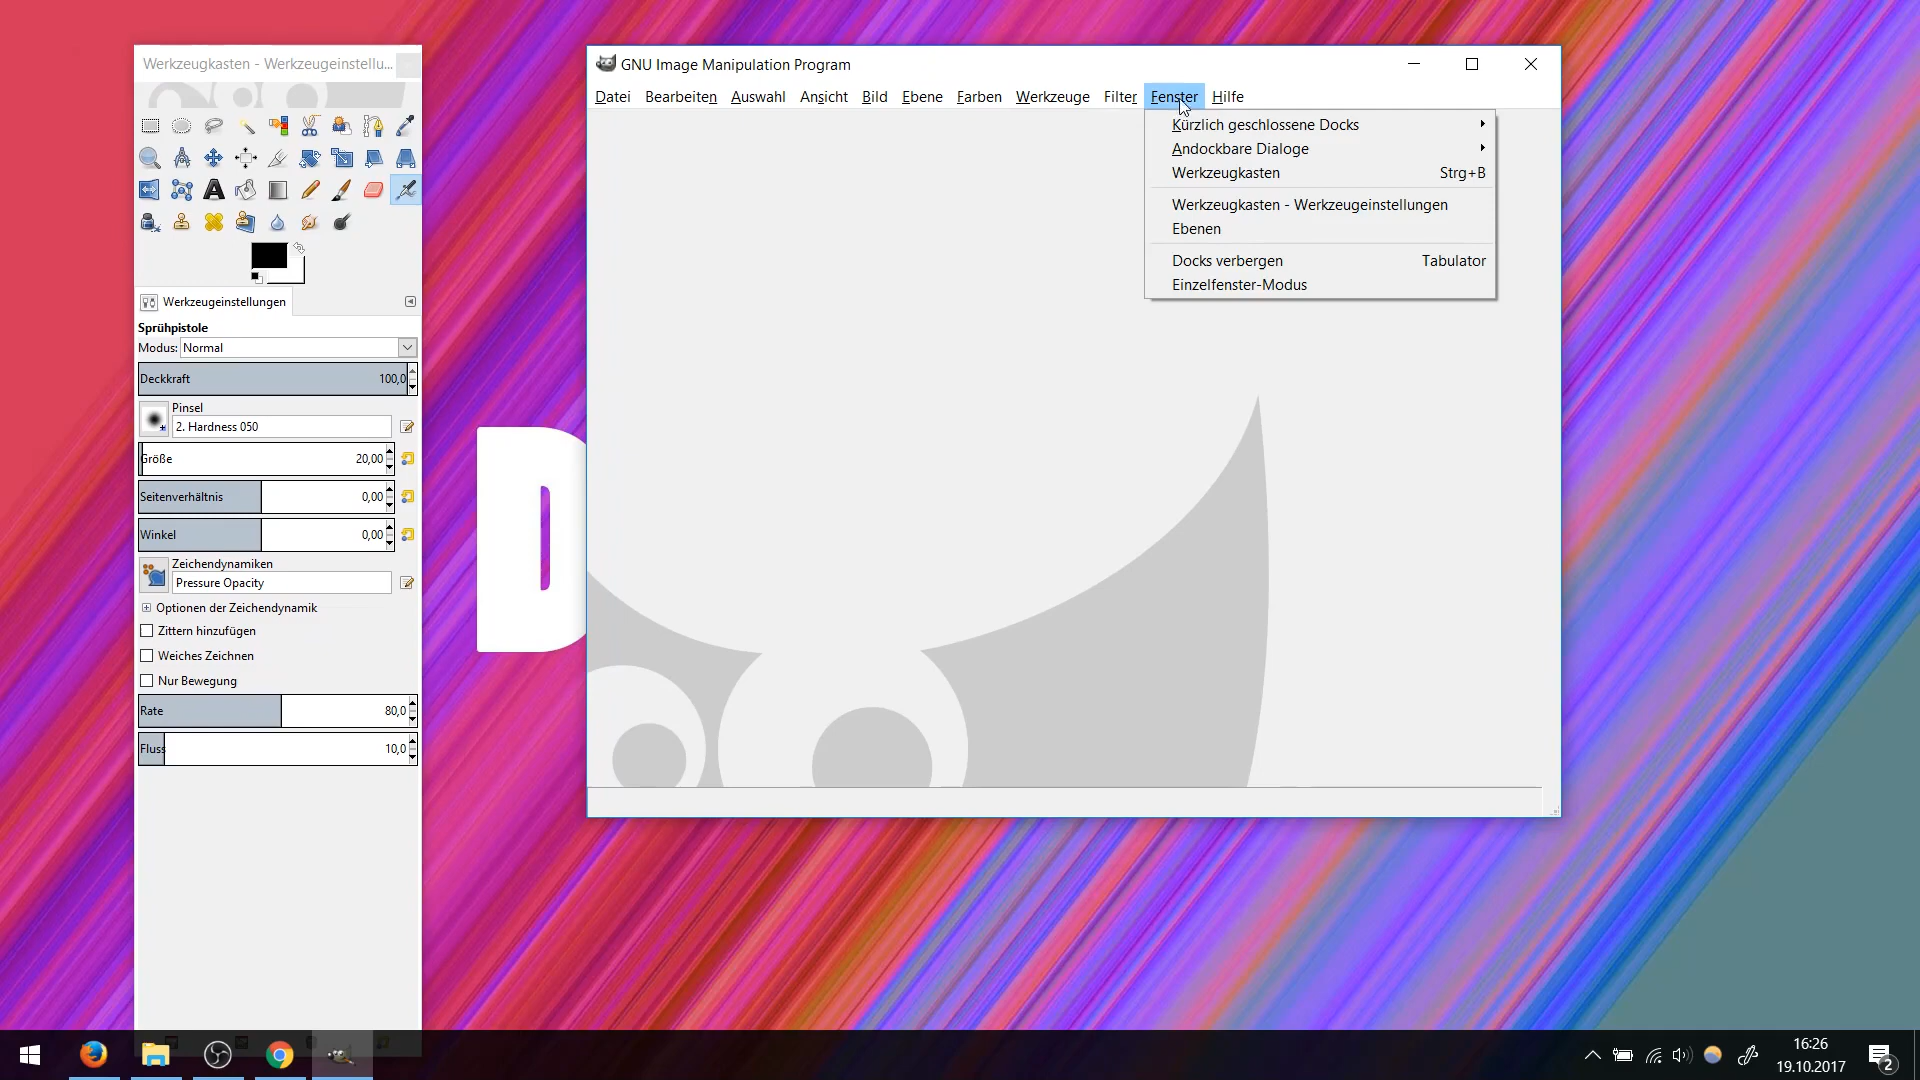 Werkzeugkasten - Werkzeugeinstellu...
Werkzeugeinstellungen
Sprühpistole
Modus: Normal
Deckkraft 100,0
Pinsel
2. Hardness 050
Größe 20,00
Seitenverhältnis 0,00
Winkel 0,00
Zeichendynamiken
Pressure Opacity
Optionen der Zeichendynamik
Zittern hinzufügen
Weiches Zeichnen
Nur Bewegung
Rate 80,0
Fluss 10,0
D
GNU Image Manipulation Program
Datei Bearbeiten Auswahl Ansicht Bild Ebene Farben Werkzeuge Filter Fenster Hilfe
Kürzlich geschlossene Docks
Andockbare Dialoge
Werkzeugkasten Strg+B
Werkzeugkasten - Werkzeugeinstellungen
Ebenen
Docks verbergen Tabulator
Einzelfenster-Modus
16:26
19.10.2017
2